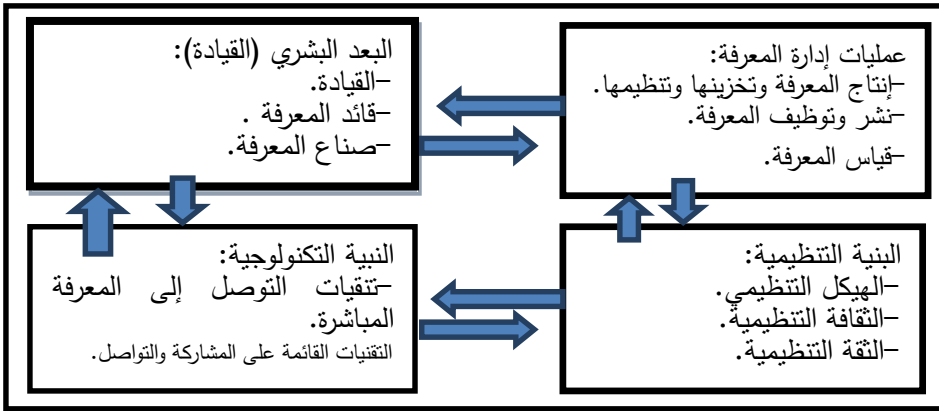 عمليات إدارة المعرفة:
-إنتاج المعرفة وتخزينها وتنظيمها.
-نشر وتوظيف المعرفة.
-قياس المعرفة.
البعد البشري (القيادة):
-القيادة.
-قائد المعرفة .
-صناع المعرفة.
البنية التنظيمية:
-الهيكل التنظيمي.
-الثقافة التنظيمية.
-الثقة التنظيمية.
النبية التكنولوجية:
-تتقيات التوصل إلى المعرفة
المباشرة.
التقنيات القائمة على المشاركة والتواصل.